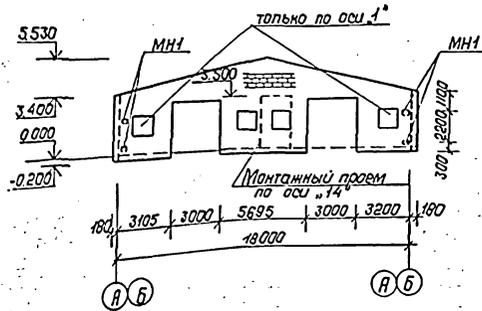 только по оси „1"
5.530
МН1
МН1
3.500
3.400
0.000
-0.200
1100
2200
300
Монтажный проем
по оси „14"
180
3105
3000
5695
3000
3200
180
18000
А Б
А Б